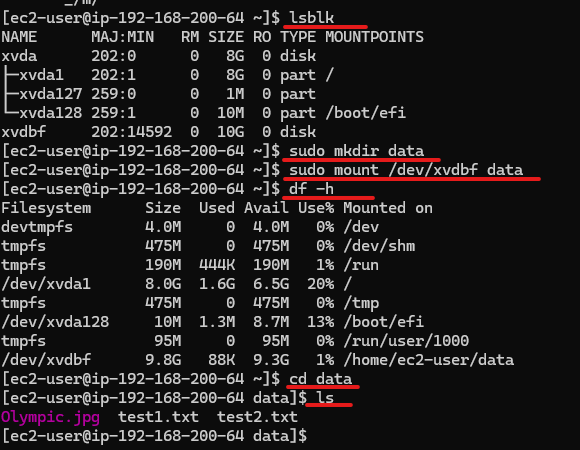 [ec2-user@ip-192-168-200-64 ~]$ lsblk
NAME      MAJ:MIN   RM SIZE RO TYPE MOUNTPOINTS
xvda      202:0      0   8G  0 disk
├─xvda1   202:1      0   8G  0 part /
├─xvda127 259:0      0   1M  0 part
└─xvda128 259:1      0  10M  0 part /boot/efi
xvdbf     202:14592  0  10G  0 disk
[ec2-user@ip-192-168-200-64 ~]$ sudo mkdir data
[ec2-user@ip-192-168-200-64 ~]$ sudo mount /dev/xvdbf data
[ec2-user@ip-192-168-200-64 ~]$ df -h
Filesystem      Size  Used Avail Use% Mounted on
devtmpfs        4.0M     0  4.0M   0% /dev
tmpfs           475M     0  475M   0% /dev/shm
tmpfs           190M  444K  190M   1% /run
/dev/xvda1      8.0G  1.6G  6.5G  20% /
tmpfs           475M     0  475M   0% /tmp
/dev/xvda128     10M  1.3M  8.7M  13% /boot/efi
tmpfs            95M     0   95M   0% /run/user/1000
/dev/xvdbf      9.8G   88K  9.3G   1% /home/ec2-user/data
[ec2-user@ip-192-168-200-64 ~]$ cd data
[ec2-user@ip-192-168-200-64 data]$ ls
Olympic.jpg  test1.txt  test2.txt
[ec2-user@ip-192-168-200-64 data]$